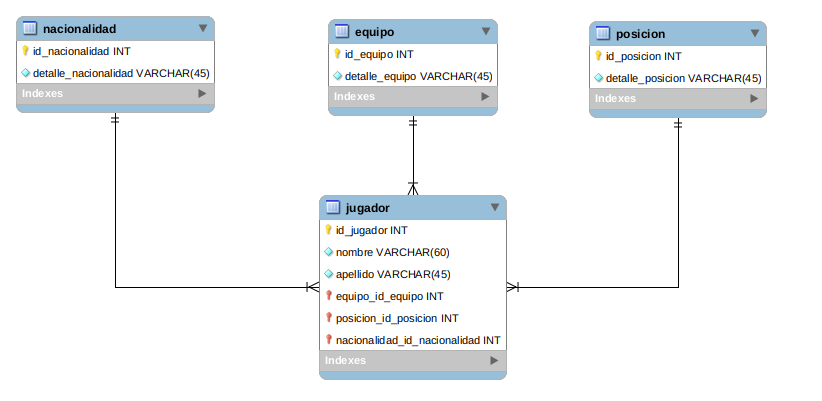 nacionalidad
id_nacionalidad INT
detalle_nacionalidad VARCHAR(45)
Indexes
equipo
id_equipo INT
detalle_equipo VARCHAR(45)
Indexes
posicion
id_posicion INT
detalle_posicion VARCHAR(45)
Indexes
jugador
id_jugador INT
nombre VARCHAR(60)
apellido VARCHAR(45)
equipo_id_equipo INT
posicion_id_posicion INT
nacionalidad_id_nacionalidad INT
Indexes